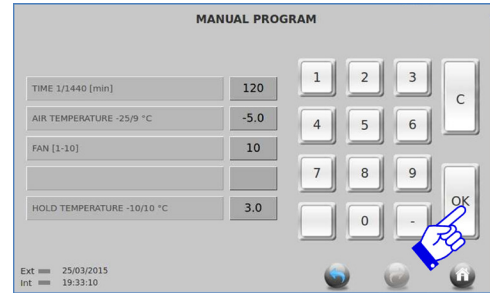 MANUAL PROGRAM
TIME 1/1440 [min] 120
AIR TEMPERATURE -25/9 °C -5.0
FAN [1-10] 10
HOLD TEMPERATURE -10/10 °C 3.0
1 2 3
C
4 5 6
7 8 9
OK
0 -
Ext 25/03/2015
Int 19:33:10